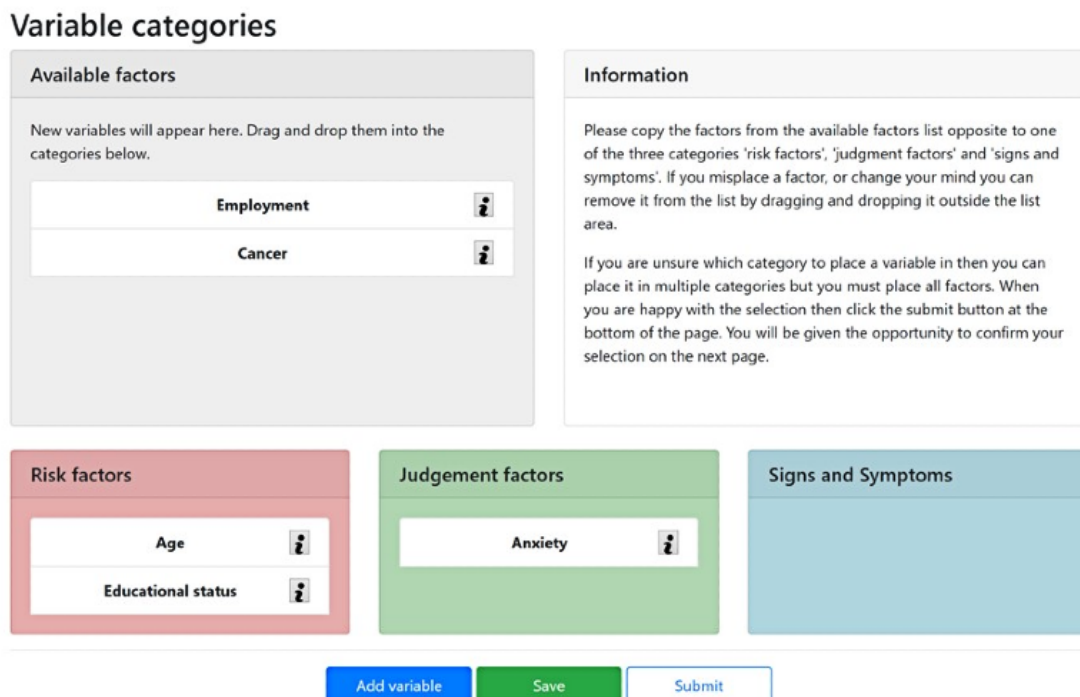 Variable categories
Available factors
New variables will appear here. Drag and drop them into the
categories below.
Employment i
Cancer i
Information
Please copy the factors from the available factors list opposite to one
of the three categories 'risk factors', 'judgment factors' and 'signs and
symptoms'. If you misplace a factor, or change your mind you can
remove it from the list by dragging and dropping it outside the list
area.
If you are unsure which category to place a variable in then you can
place it in multiple categories but you must place all factors. When
you are happy with the selection then click the submit button at the
bottom of the page. You will be given the opportunity to confirm your
selection on the next page.
Risk factors
Age i
Educational status i
Judgement factors
Anxiety i
Signs and Symptoms
Add variable
Save
Submit